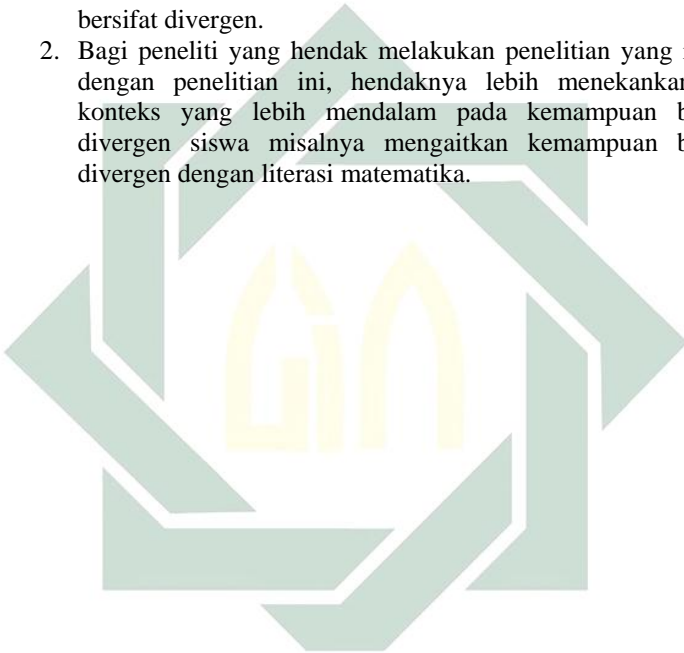 bersifat divergen.
2. Bagi peneliti yang hendak melakukan penelitian yang
dengan penelitian ini, hendaknya lebih menekankan
konteks yang lebih mendalam pada kemampuan
divergen siswa misalnya mengaitkan kemampuan
divergen dengan literasi matematika.